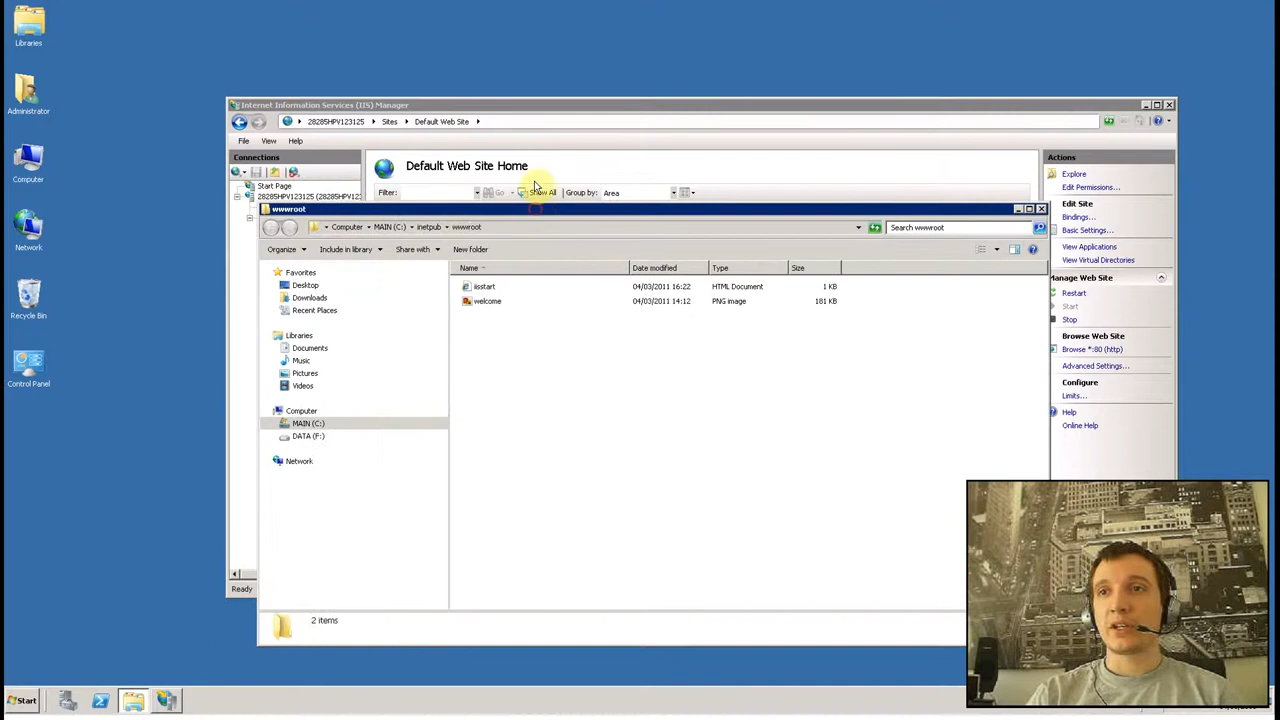 Libraries
Administrator
Computer
Network
Recycle Bin
Control Panel
Internet Information Services (IIS) Manager
28285HPV123125 Sites Default Web Site
File View Help
Connections
Start Page
28285HPV123125 (28285HPV123125
Default Web Site Home
Filter: Go Show All Group by: Area
Actions
Explore
Edit Permissions...
Edit Site
Bindings...
Basic Settings...
View Applications
View Virtual Directories
Manage Web Site
Restart
Start
Stop
Browse Web Site
Browse *:80 (http)
Advanced Settings...
Configure
Limits...
Help
Online Help
Ready
wwwroot
Computer MAIN (C:) inetpub wwwroot
Search wwwroot
Organize Include in library Share with New folder
Favorites
Desktop
Downloads
Recent Places
Libraries
Documents
Music
Pictures
Videos
Computer
MAIN (C:)
DATA (F:)
Network
Name Date modified Type Size
iisstart 04/03/2011 16:22 HTML Document 1 KB
welcome 04/03/2011 14:12 PNG image 181 KB
2 items
Start